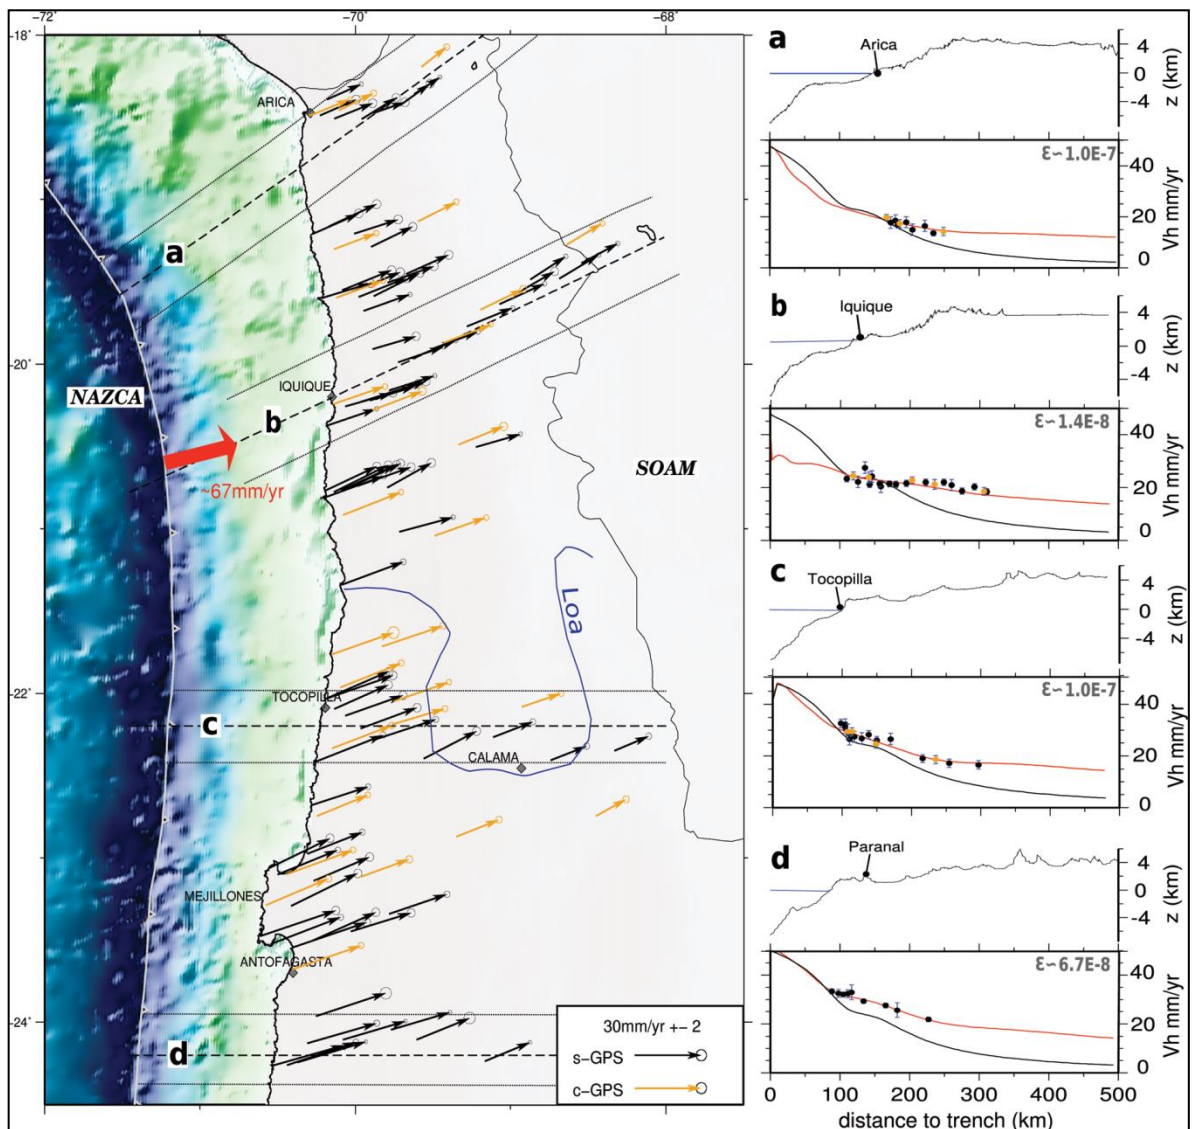 −72˚
−70˚
−68˚
−18˚
ARICA
a
−20˚
IQUIQUE
NAZCA
b
~67mm/yr
SOAM
Loa
−22˚
TOCOPILLA
c
CALAMA
MEJILLONES
ANTOFAGASTA
−24˚
d
30mm/yr +− 2
s−GPS
c−GPS
a
Arica
4
0
−4
z (km)
Ɛ~1.0E-7
40
20
0
Vh mm/yr
b
Iquique
4
0
−4
z (km)
Ɛ~1.4E-8
40
20
0
Vh mm/yr
c
Tocopilla
4
0
−4
z (km)
Ɛ~1.0E-7
40
20
0
Vh mm/yr
d
Paranal
4
0
−4
z (km)
Ɛ~6.7E-8
40
20
0
Vh mm/yr
0 100 200 300 400 500
distance to trench (km)